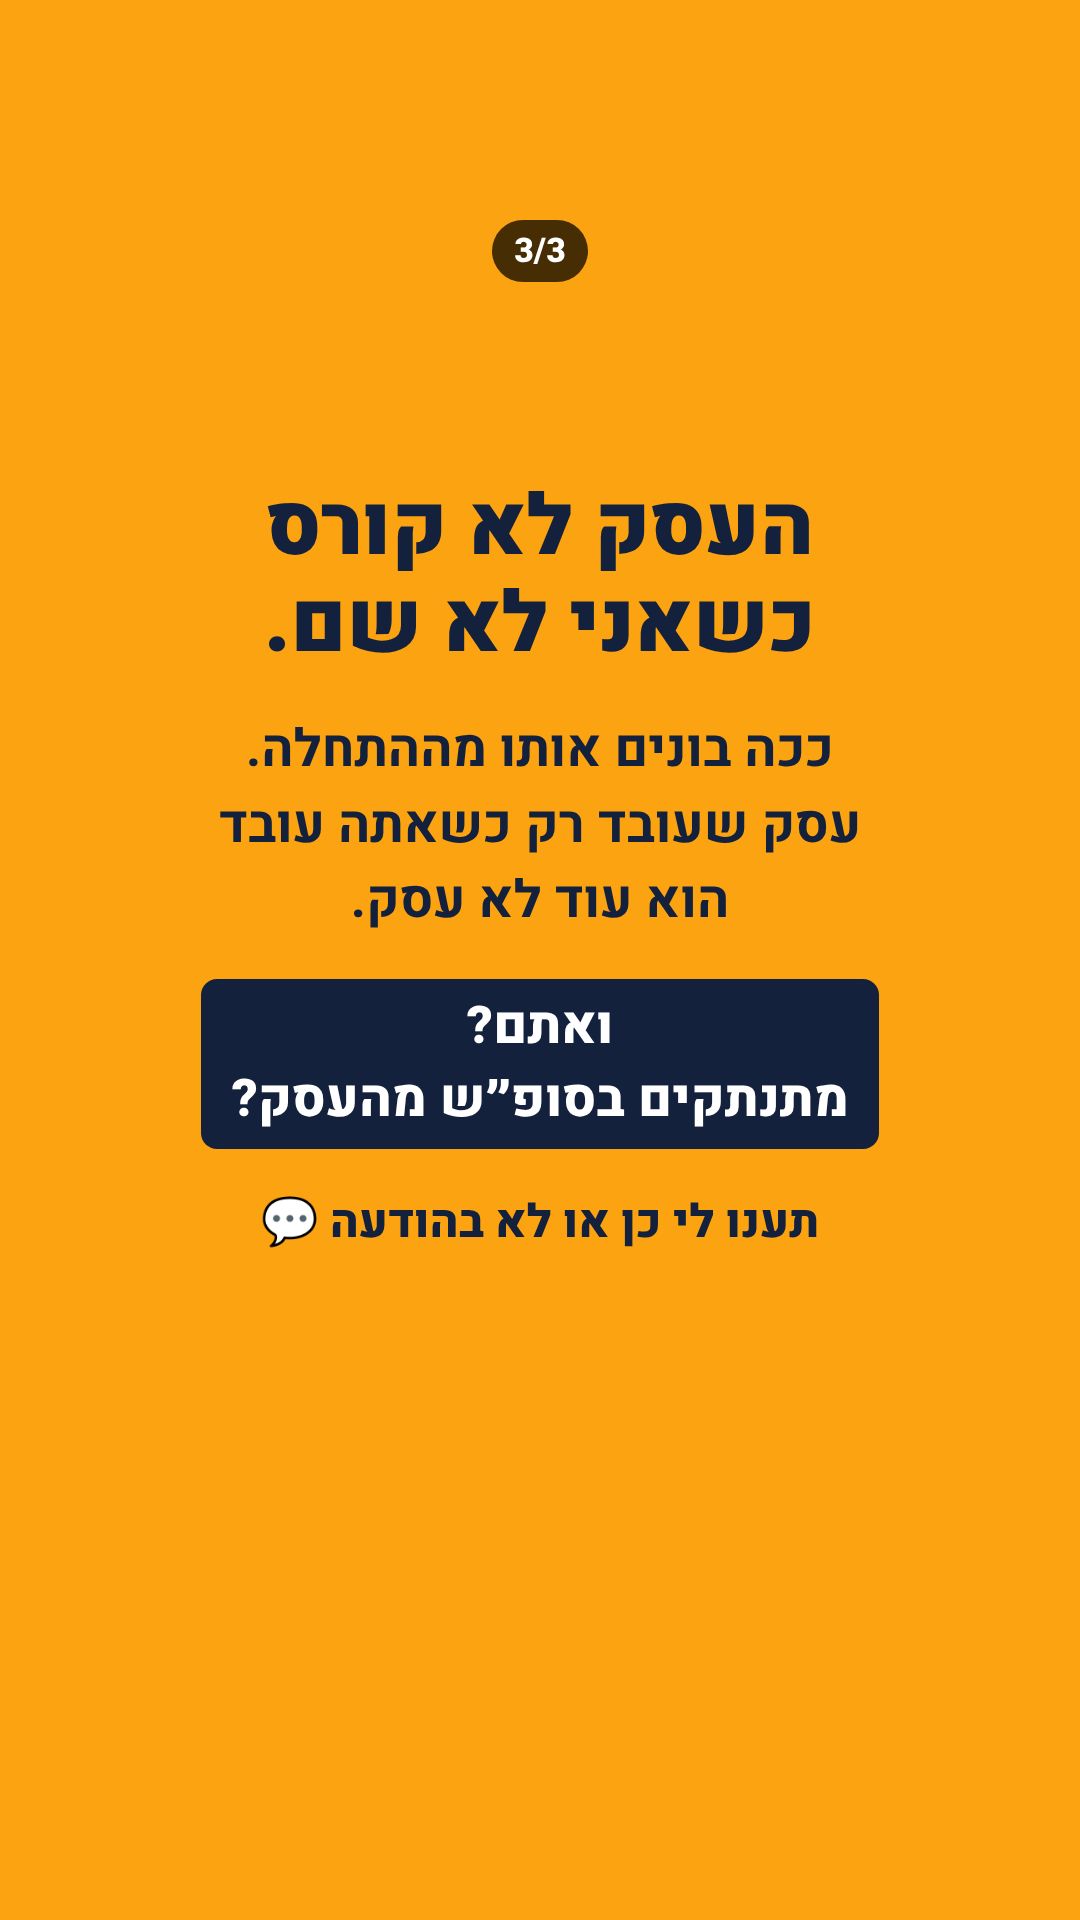 3/3
העסק לא קורס
כשאני לא שם.
ככה בונים אותו מההתחלה.
עסק שעובד רק כשאתה עובד
הוא עוד לא עסק.
ואתם?
מתנתקים בסופ״ש מהעסק?
תענו לי כן או לא בהודעה 💬